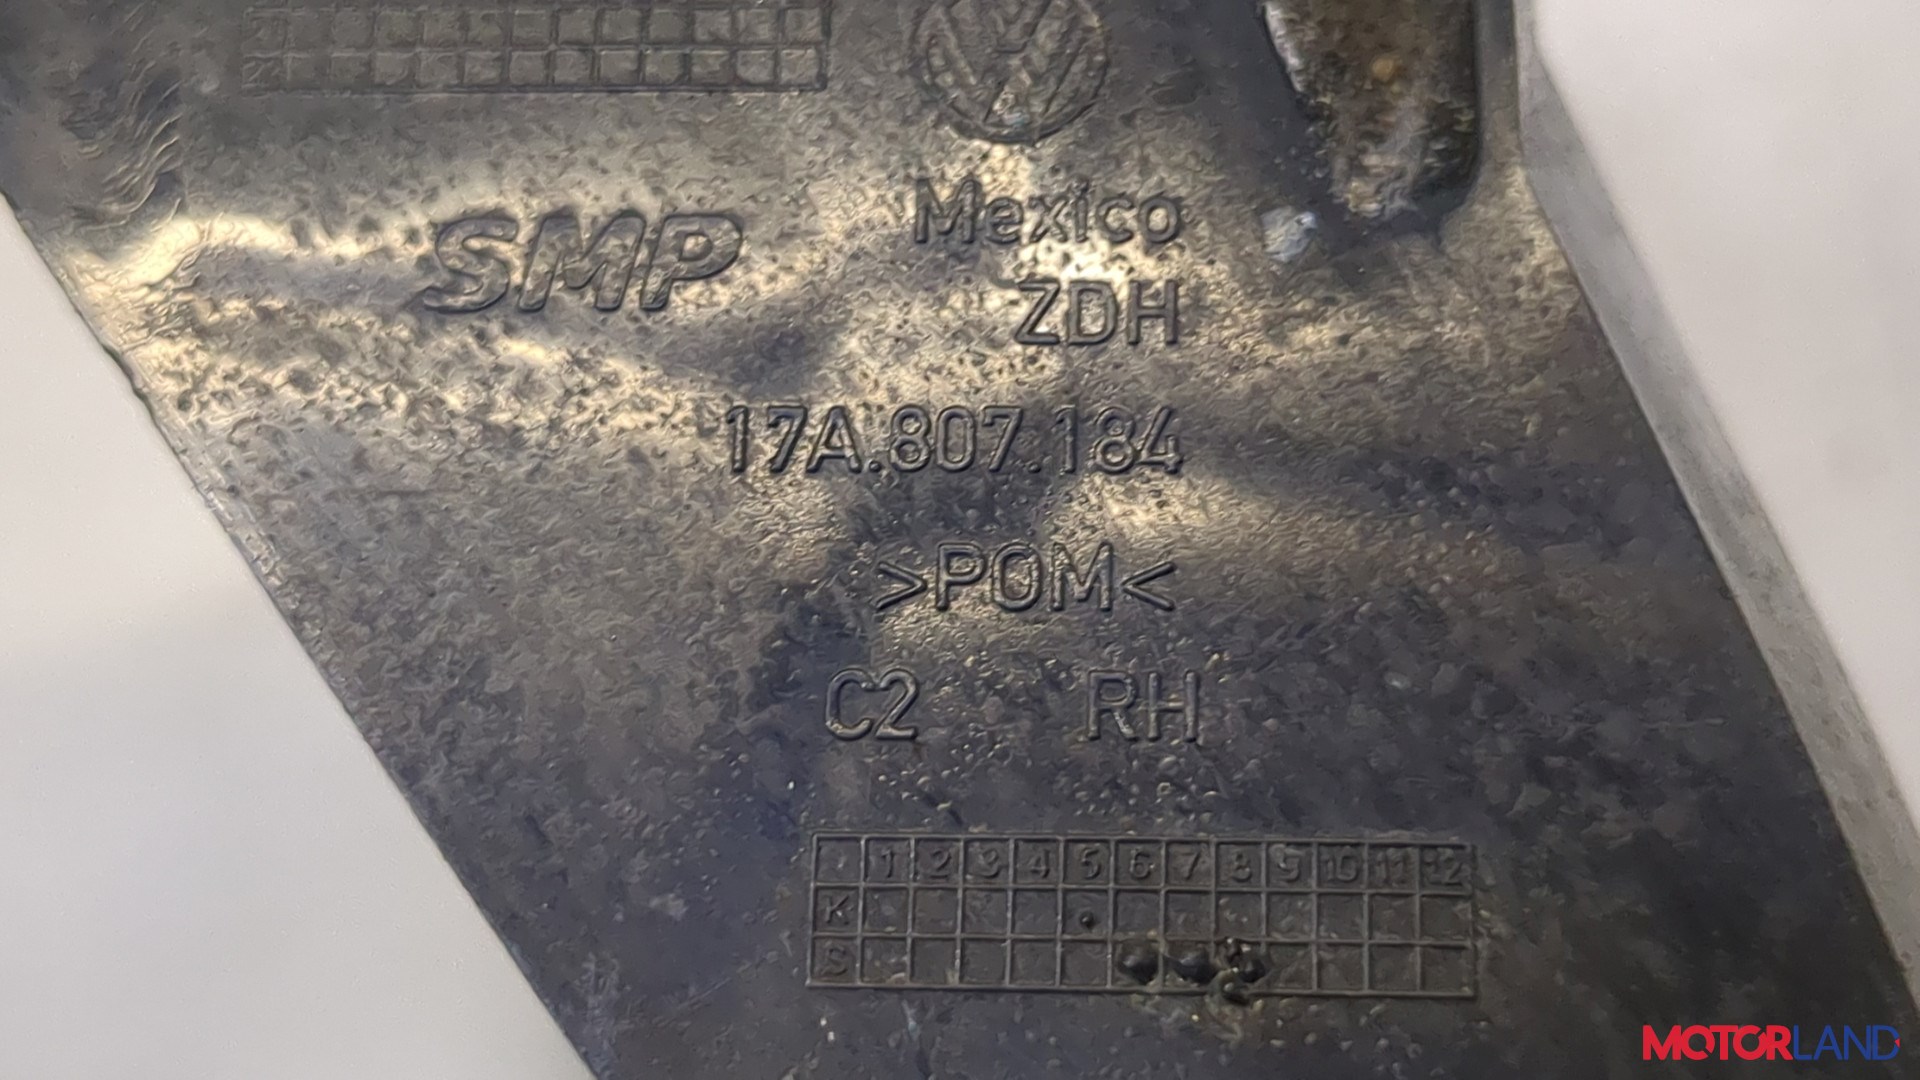 Mexico
SMP
ZDH
17A.807.184
>POM<
C2 RH
1 2 3 4 5 6 7 8 9 10 11 12
K
S
MOTORLAND